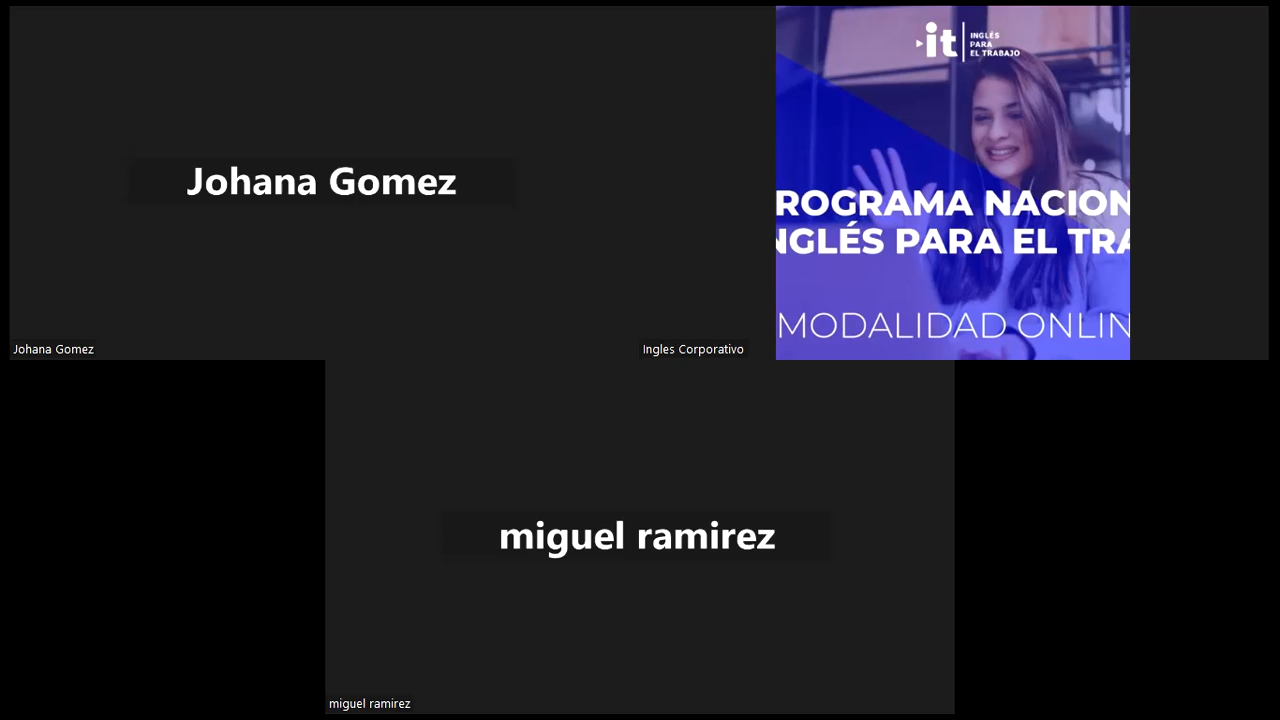 Johana Gomez
Johana Gomez
it
INGLÉS
PARA
EL TRABAJO
ROGRAMA NACION
NGLÉS PARA EL TRA
MODALIDAD ONLIN
Ingles Corporativo
miguel ramirez
miguel ramirez